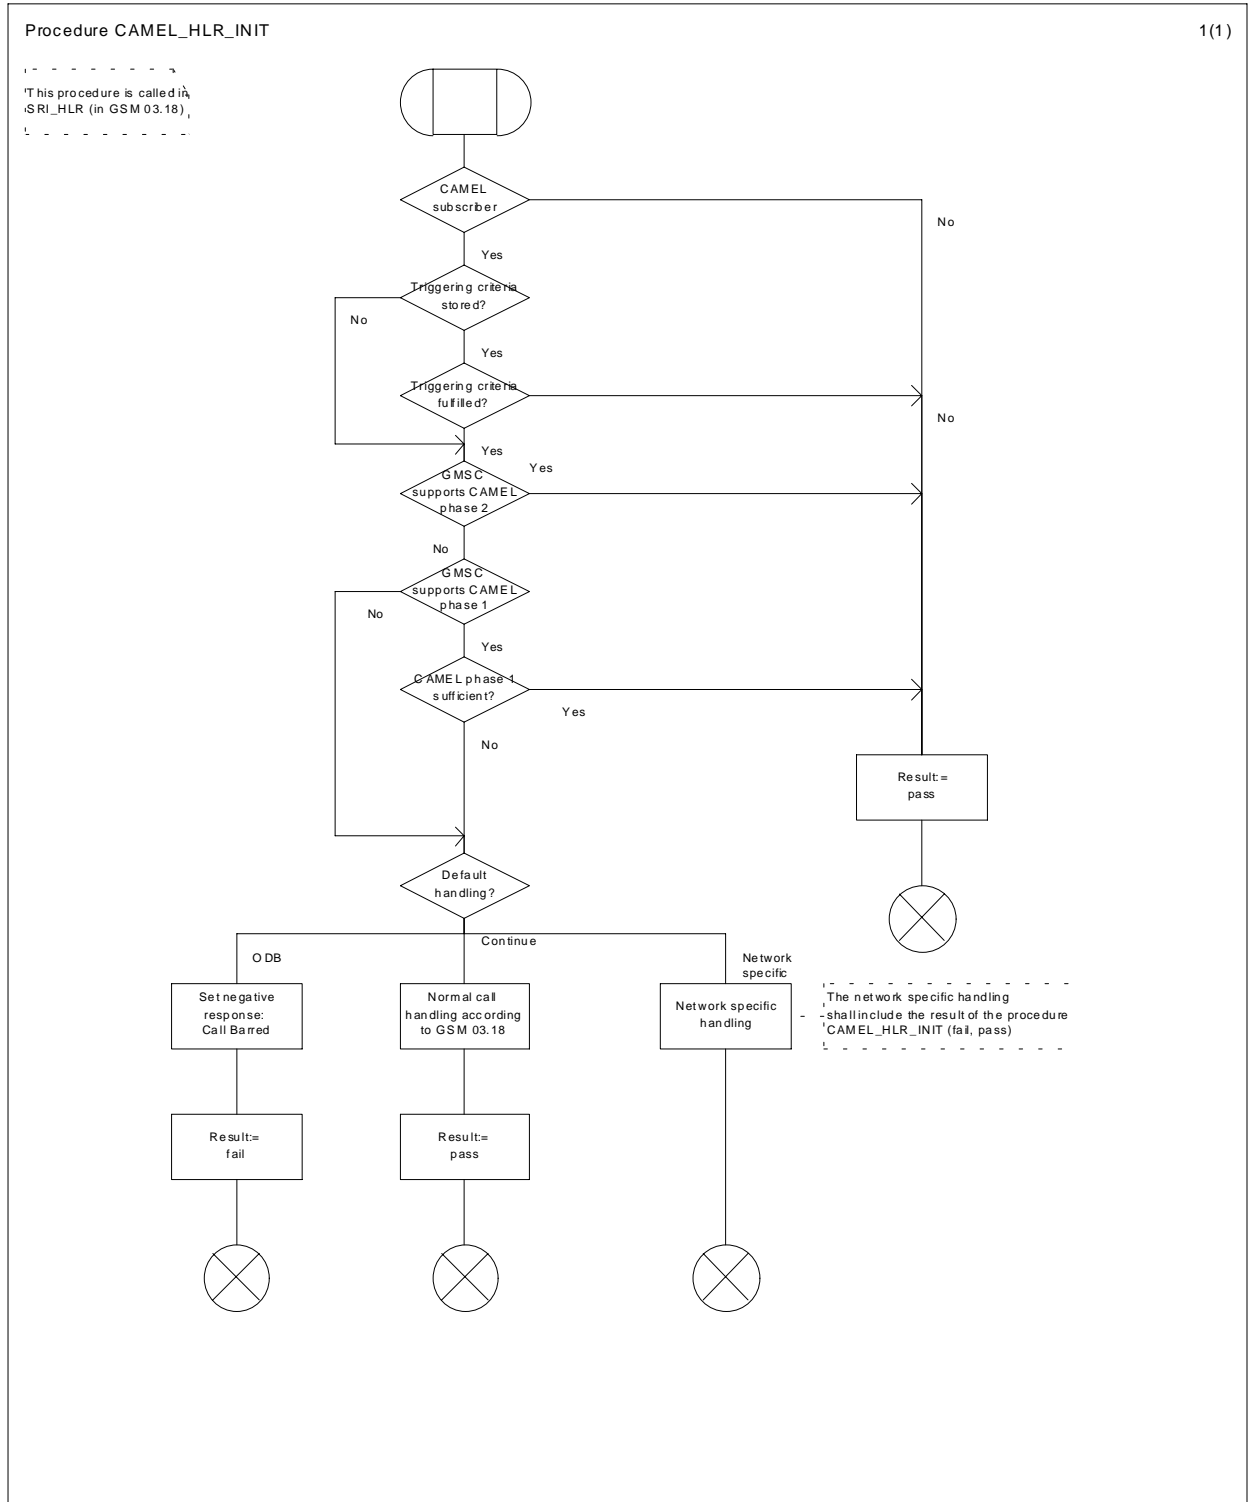 Procedure CAMEL_HLR_INIT
1(1)
This procedure is called in
SRI_HLR (in GSM 03.18)
CAMEL
subscriber
No
Yes
Triggering criteria
stored?
No
Yes
Triggering criteria
fulfilled?
No
Yes
Yes
GMSC
supports CAMEL
phase 2
No
GMSC
supports CAMEL
phase 1
No
Yes
CAMEL phase 1
sufficient?
Yes
No
Result:=
pass
Default
handling?
Continue
ODB
Network
specific
Set negative
response:
Call Barred
Normal call
handling according
to GSM 03.18
Network specific
handling
The network specific handling
shall include the result of the procedure
CAMEL_HLR_INIT (fail, pass)
Result:=
fail
Result:=
pass